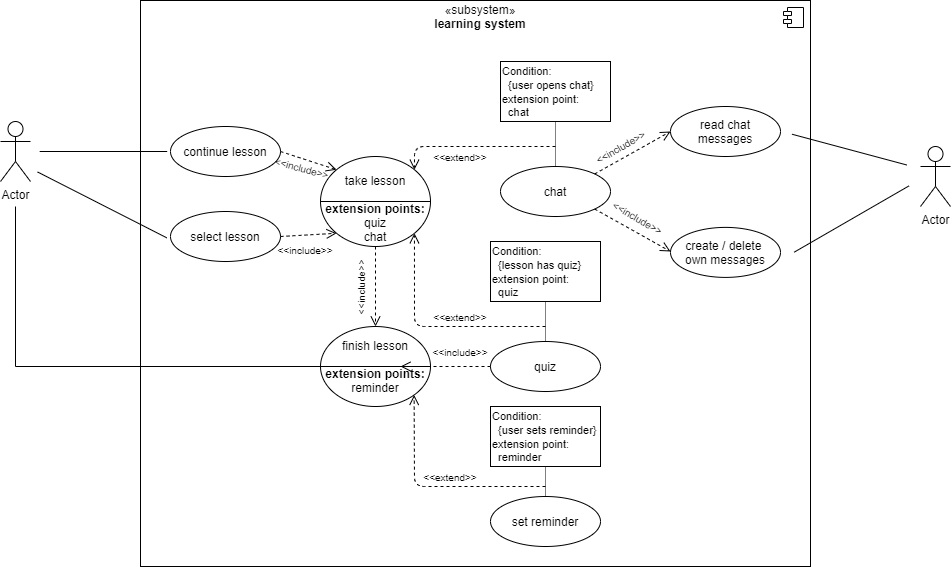 «subsystem»
learning system
Condition:
{user opens chat}
extension point:
chat
read chat
messages
continue lesson
<<include>>
take lesson
extension points:
quiz
chat
<<extend>>
chat
<<include>>
<<include>>
Actor
Actor
select lesson
<<include>>
create / delete
own messages
Condition:
{lesson has quiz}
extension point:
quiz
<<include>>
<<extend>>
finish lesson
extension points:
reminder
<<include>>
quiz
Condition:
{user sets reminder}
extension point:
reminder
<<extend>>
set reminder